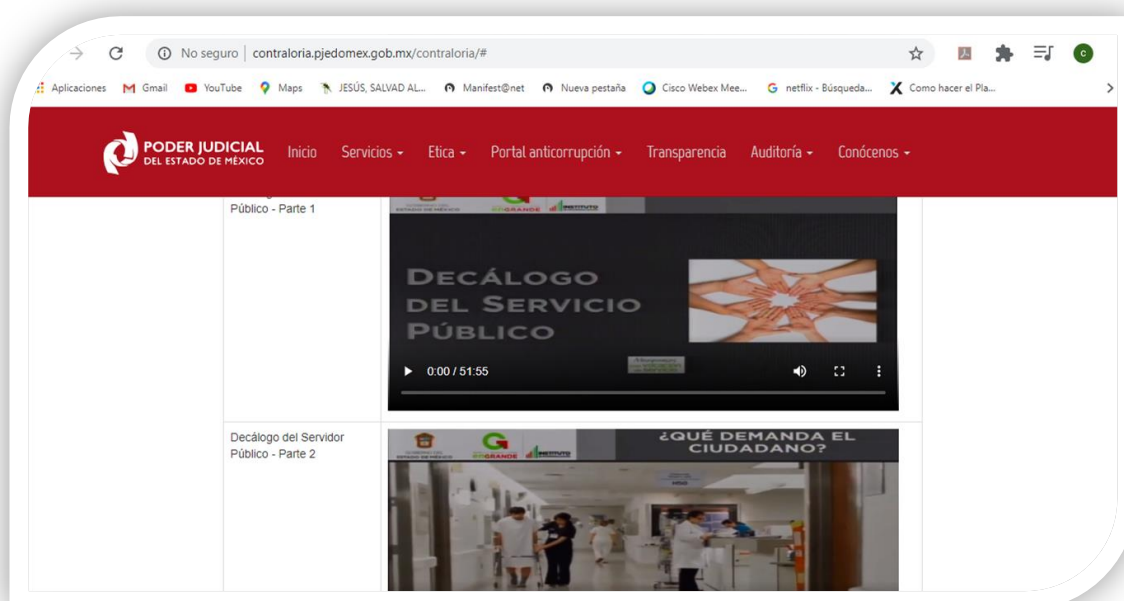 No seguro | contraloria.pjedomex.gob.mx/contraloria/#
Aplicaciones Gmail YouTube Maps JESÚS, SALVAD AL... Manifest@net Nueva pestaña Cisco Webex Mee... netflix - Búsqueda... Como hacer el Pla...
PODER JUDICIAL
DEL ESTADO DE MÉXICO
Inicio Servicios Etica Portal anticorrupción Transparencia Auditoría Conócenos
Público - Parte 1
DECÁLOGO
DEL SERVICIO
PÚBLICO
0:00 / 51:55
Decálogo del Servidor
Público - Parte 2
¿QUÉ DEMANDA EL
CIUDADANO?